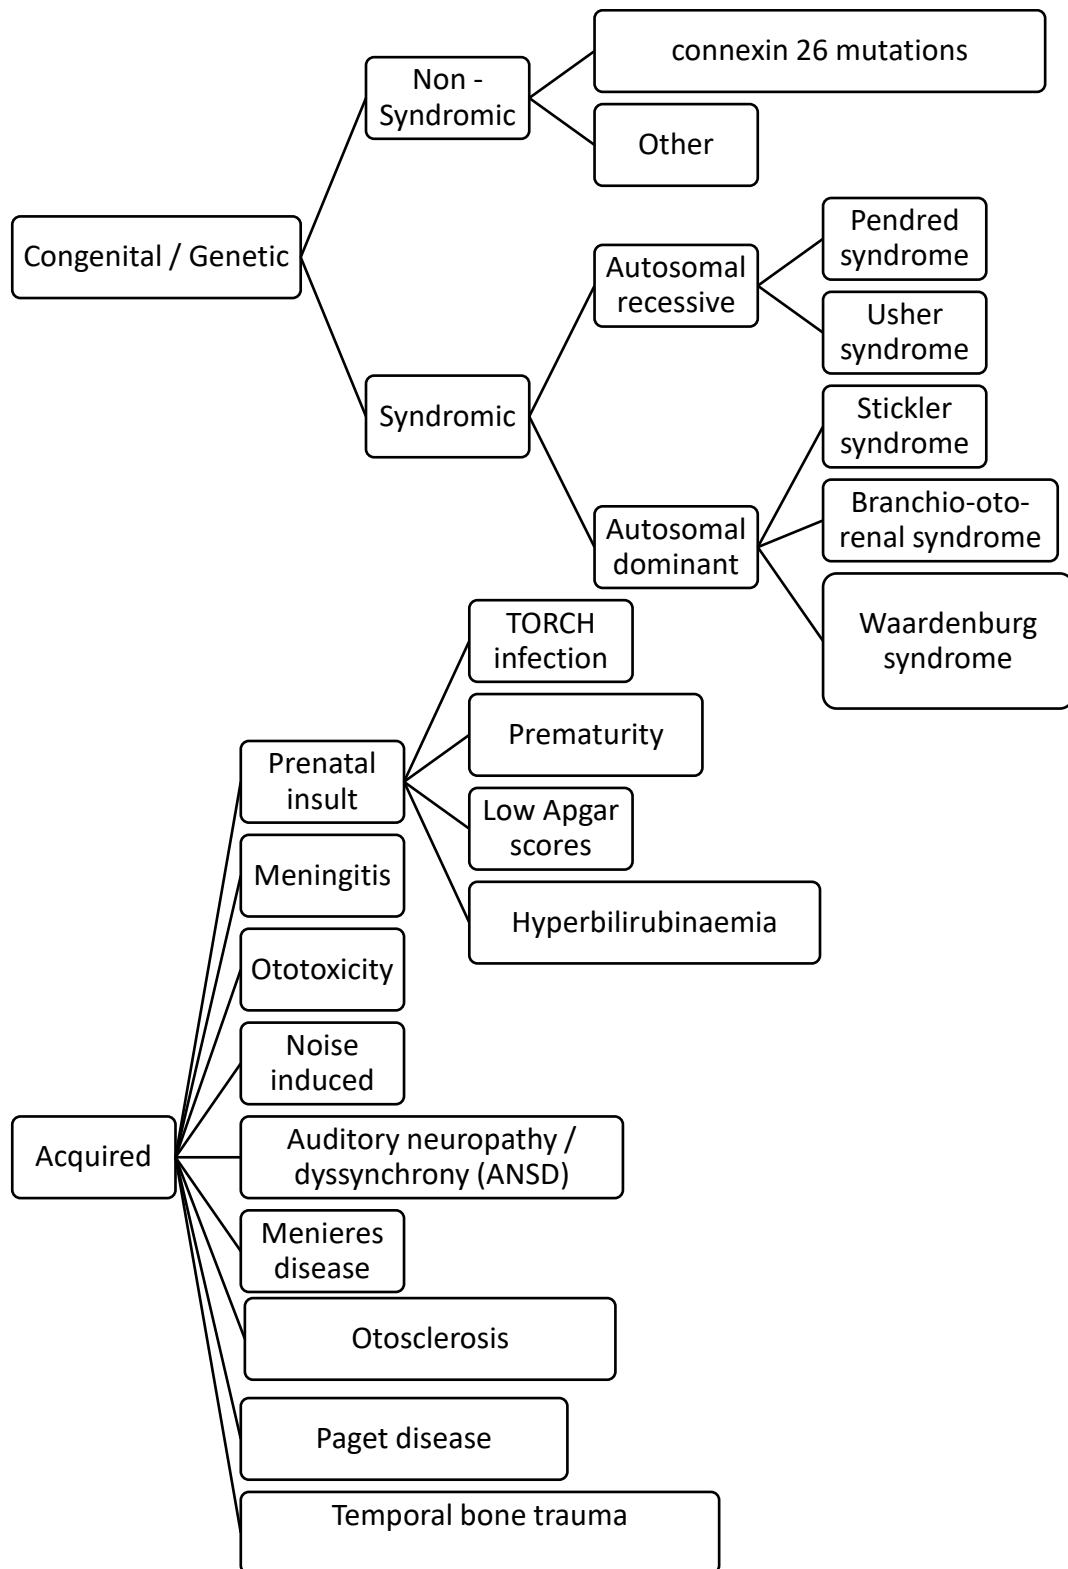 connexin 26 mutations
Non -
Syndromic
Other
Pendred
syndrome
Congenital / Genetic
Autosomal
recessive
Usher
syndrome
Syndromic
Stickler
syndrome
Branchio-oto-
renal syndrome
Autosomal
dominant
Waardenburg
syndrome
TORCH
infection
Prematurity
Prenatal
insult
Low Apgar
scores
Meningitis
Hyperbilirubinaemia
Ototoxicity
Noise
induced
Acquired
Auditory neuropathy /
dyssynchrony (ANSD)
Menieres
disease
Otosclerosis
Paget disease
Temporal bone trauma